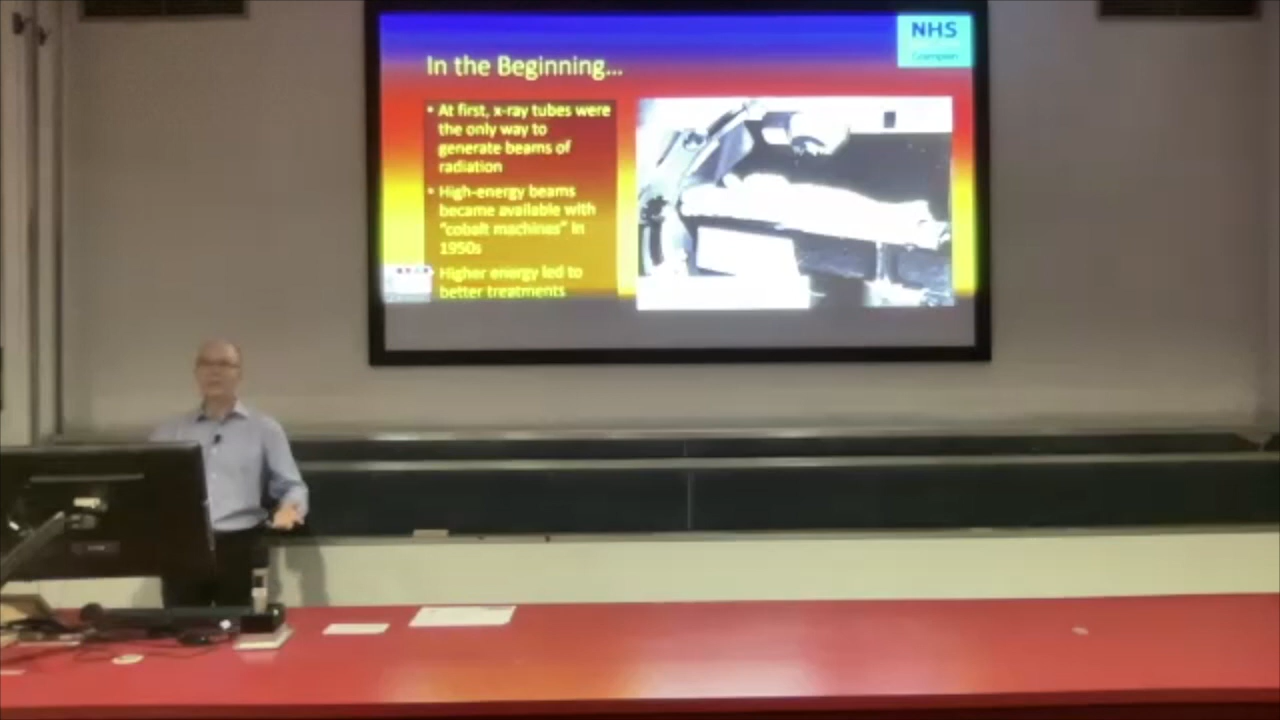 NHS
Grampian
In the Beginning...
• At first, x-ray tubes were
the only way to
generate beams of
radiation
• High-energy beams
became available with
"cobalt machines" in
1950s
• Higher energy led to
better treatments